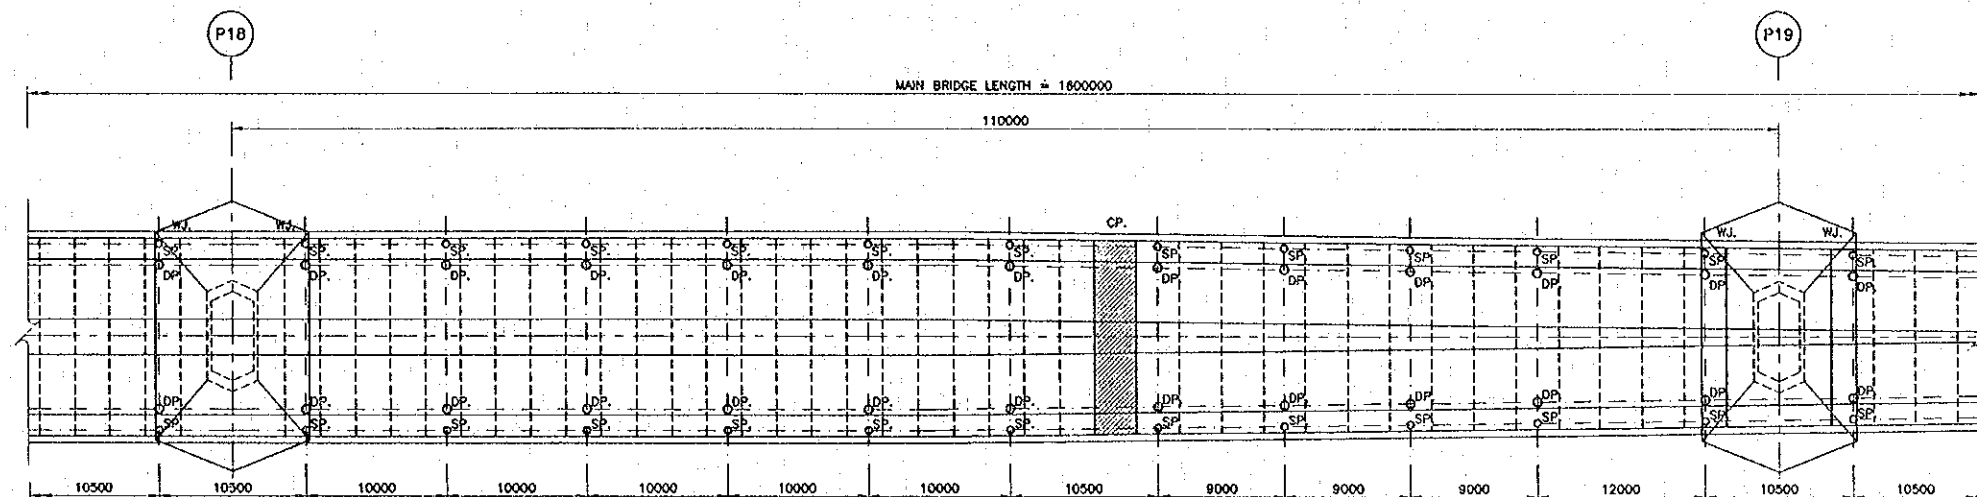 P18 P19
MAIN BRIDGE LENGTH ≐ 1600000
110000
CP.
WJ. WJ. WJ. WJ.
SP. SP. SP. SP. SP. SP. SP. SP. SP. SP. SP. SP. SP.
DP. DP. DP. DP. DP. DP. DP. DP. DP. DP. DP. DP. DP.
DP. DP. DP. DP. DP. DP. DP. DP. DP. DP. DP. DP. DP.
SP. SP. SP. SP. SP. SP. SP. SP. SP. SP. SP. SP. SP.
10500 10500 10000 10000 10000 10000 10000 10500 9000 9000 9000 12000 10500 10500